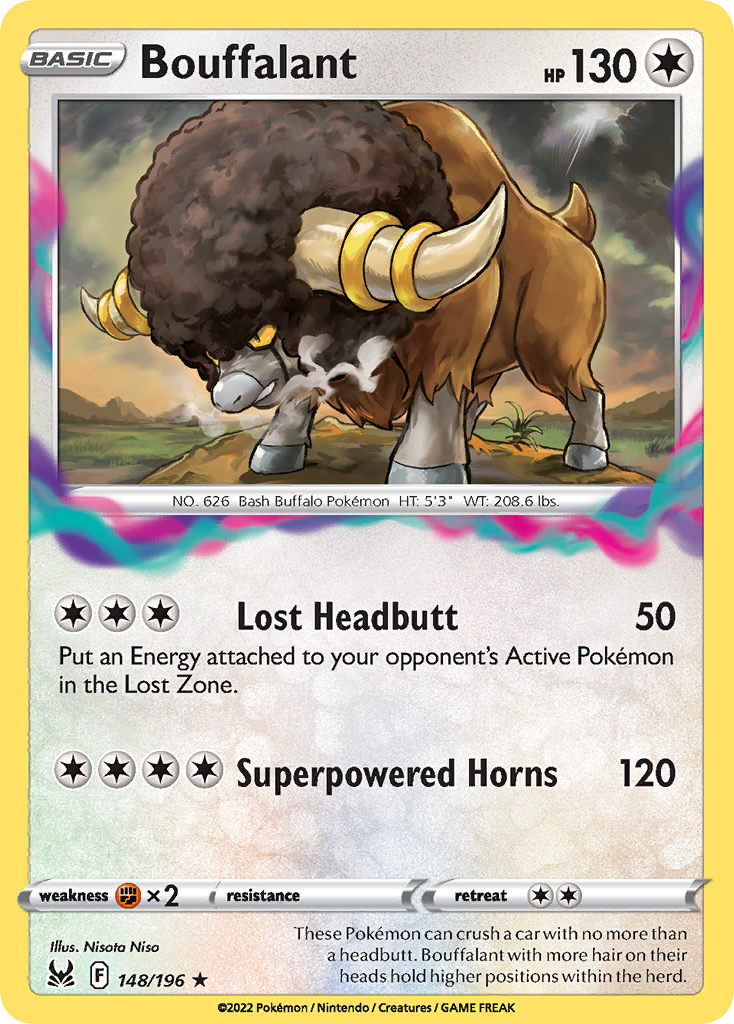 BASIC
Bouffalant
HP 130
NO. 626 Bash Buffalo Pokémon HT: 5'3" WT: 208.6 lbs.
Lost Headbutt 50
Put an Energy attached to your opponent's Active Pokémon
in the Lost Zone.
Superpowered Horns 120
weakness ×2 resistance retreat
Illus. Nisota Niso
These Pokémon can crush a car with no more than
a headbutt. Bouffalant with more hair on their
heads hold higher positions within the herd.
F 148/196 ★
©2022 Pokémon / Nintendo / Creatures / GAME FREAK